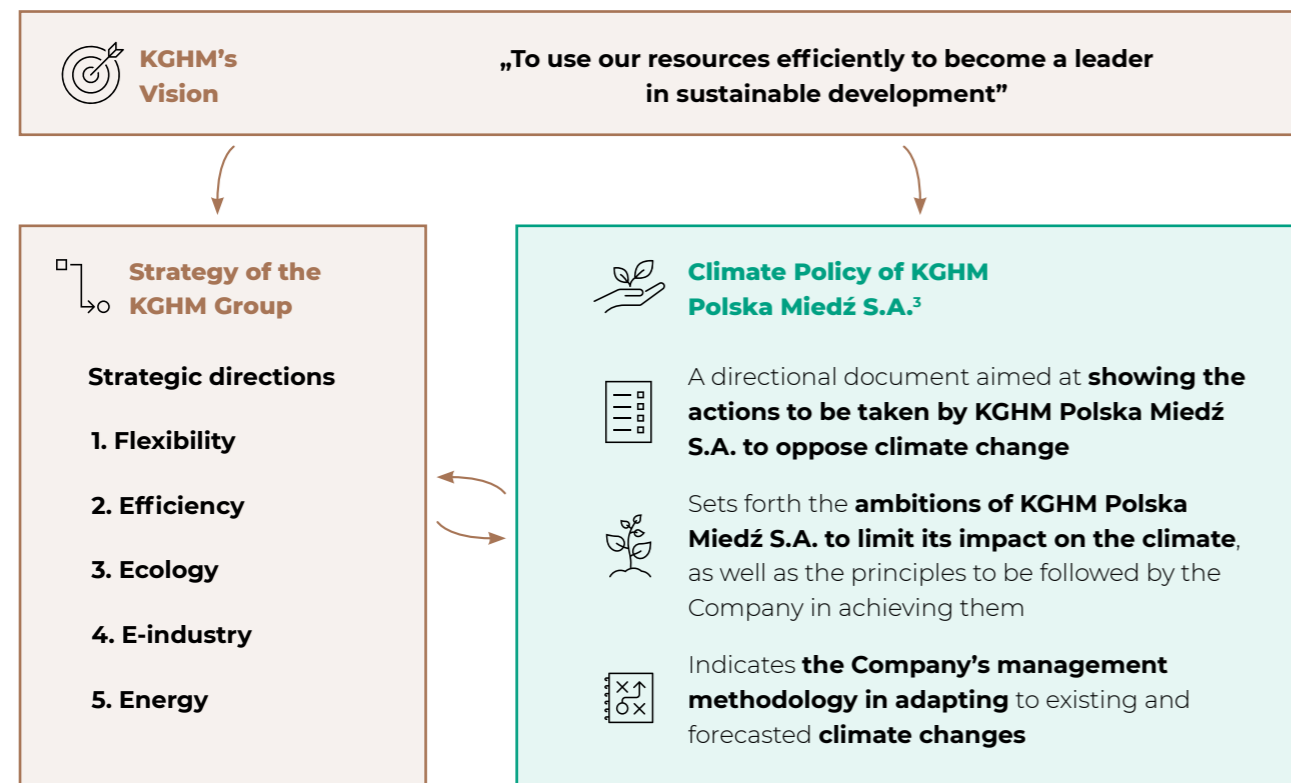 KGHM's
Vision
„To use our resources efficiently to become a leader
in sustainable development”
Strategy of the
KGHM Group
Strategic directions
1. Flexibility
2. Efficiency
3. Ecology
4. E-industry
5. Energy
Climate Policy of KGHM
Polska Miedź S.A.³
A directional document aimed at showing the
actions to be taken by KGHM Polska Miedź
S.A. to oppose climate change
Sets forth the ambitions of KGHM Polska
Miedź S.A. to limit its impact on the climate,
as well as the principles to be followed by the
Company in achieving them
Indicates the Company's management
methodology in adapting to existing and
forecasted climate changes